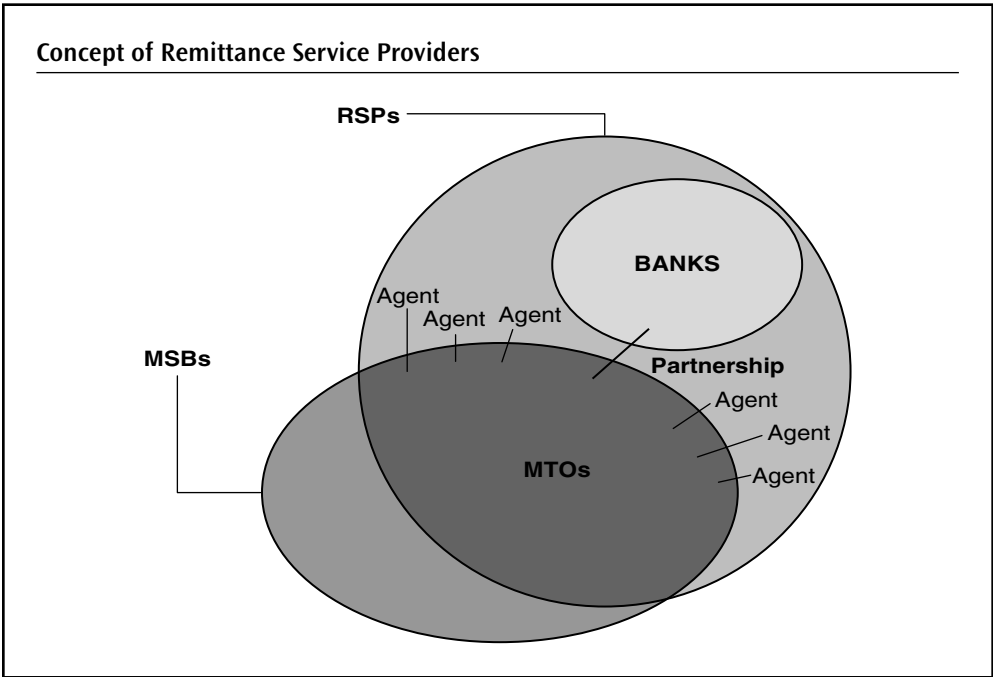 Concept of Remittance Service Providers
RSPs
BANKS
Agent
Agent
Agent
MSBs
Partnership
Agent
Agent
MTOs
Agent